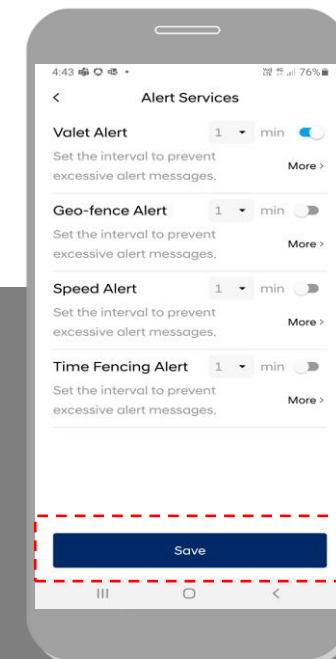 4:43
76%
< Alert Services
Valet Alert 1 min
Set the interval to prevent
excessive alert messages.
More >
Geo-fence Alert 1 min
Set the interval to prevent
excessive alert messages.
More >
Speed Alert 1 min
Set the interval to prevent
excessive alert messages.
More >
Time Fencing Alert 1 min
Set the interval to prevent
excessive alert messages.
More >
Save